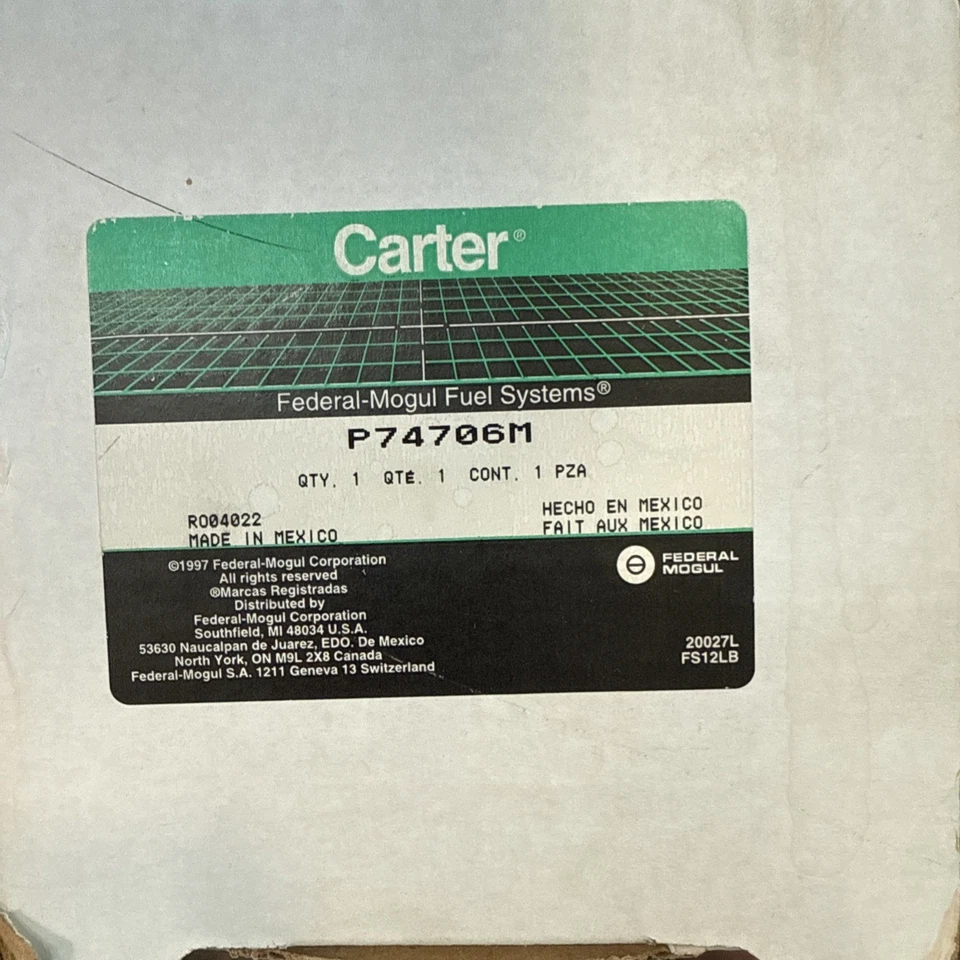 Carter®
Federal-Mogul Fuel Systems®
P74706M
QTY. 1 QTÉ. 1 CONT. 1 PZA
RO04022
MADE IN MEXICO
HECHO EN MEXICO
FAIT AUX MEXICO
©1997 Federal-Mogul Corporation
All rights reserved
®Marcas Registradas
Distributed by
Federal-Mogul Corporation
Southfield, MI 48034 U.S.A.
53630 Naucalpan de Juarez, EDO. De Mexico
North York, ON M9L 2X8 Canada
Federal-Mogul S.A. 1211 Geneva 13 Switzerland
FEDERAL
MOGUL
20027L
FS12LB